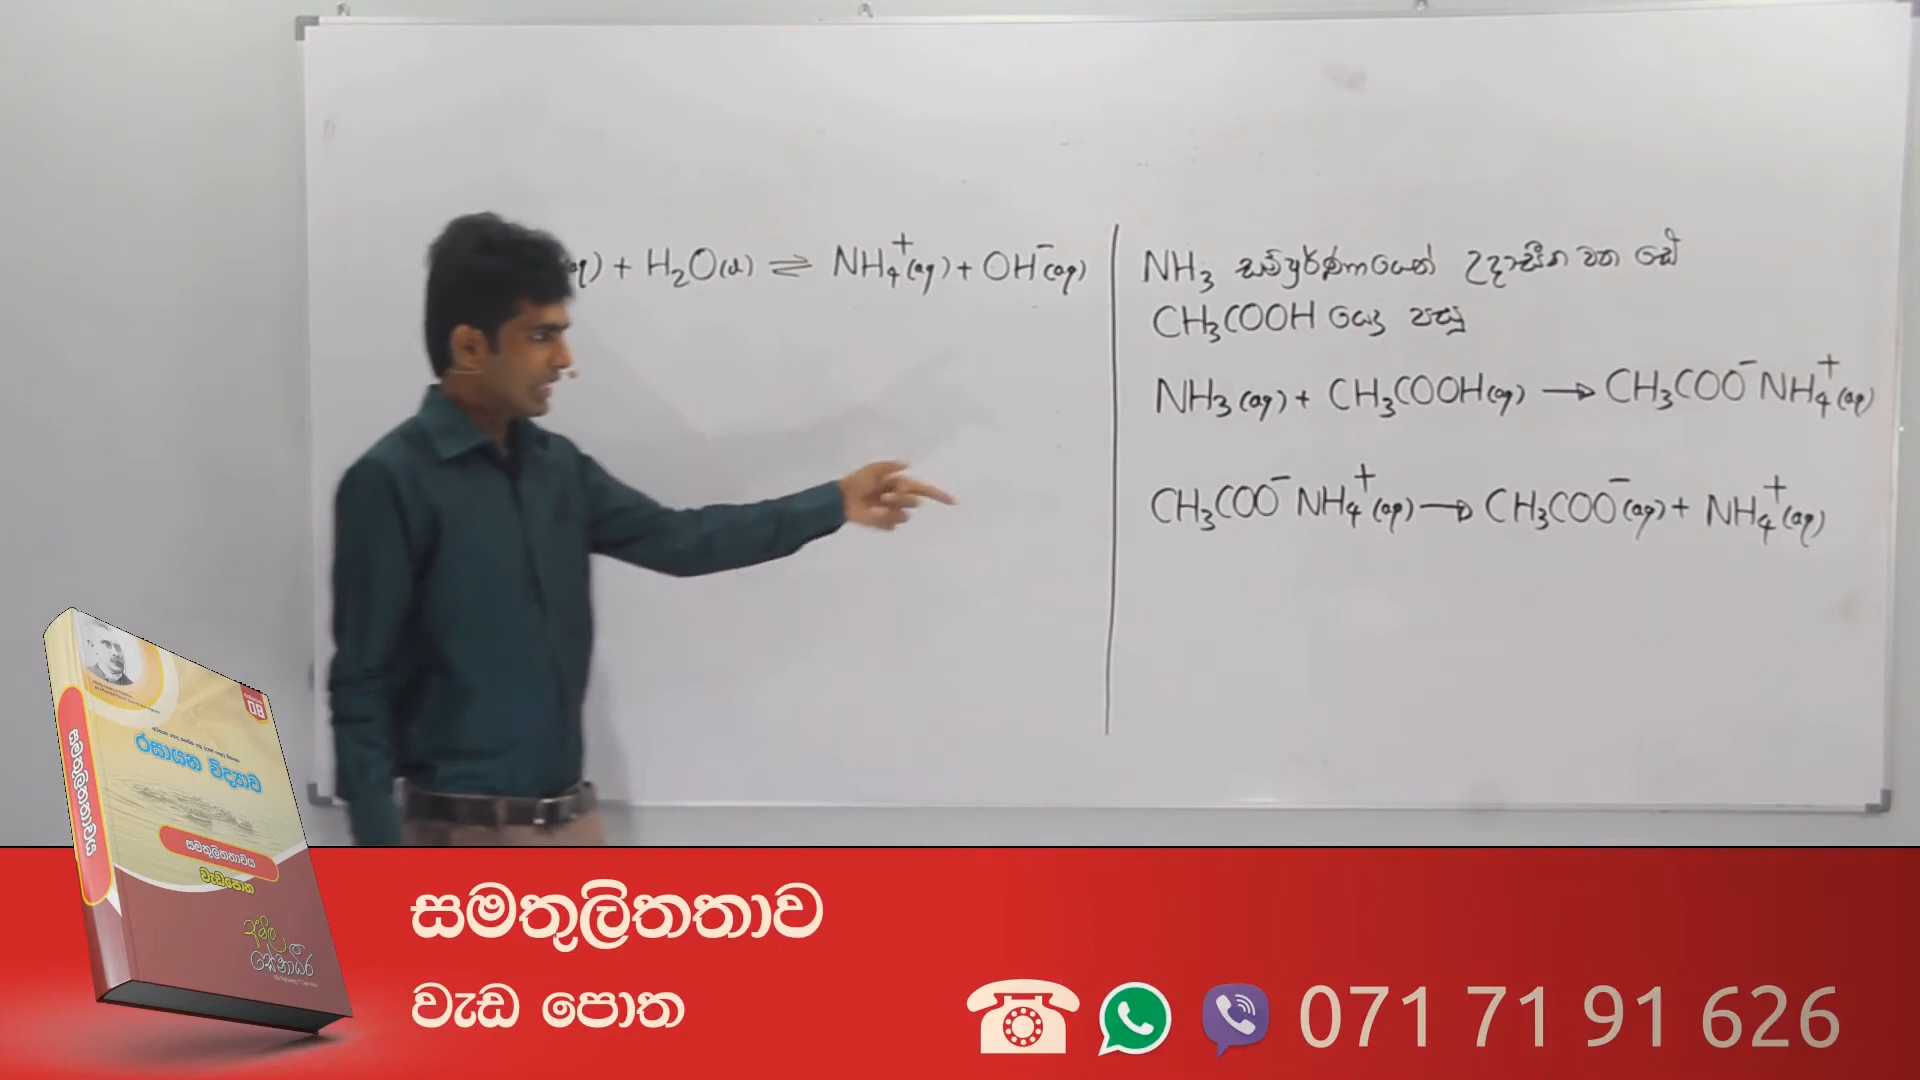 (aq) + H₂O(l) ⇌ NH₄⁺(aq) + OH⁻(aq)
NH₃ සම්පූර්ණයෙන් උදාසීන වන සේ
CH₃COOH යෙදූ පසු
NH₃(aq) + CH₃COOH(aq) → CH₃COO⁻NH₄⁺(aq)
CH₃COO⁻NH₄⁺(aq) → CH₃COO⁻(aq) + NH₄⁺(aq)
08
රසායන විද්‍යාව
සමතුලිතතාවය
සමතුලිතතාවය
වැඩපොත
සමතුලිතතාව
වැඩ පොත
071 71 91 626